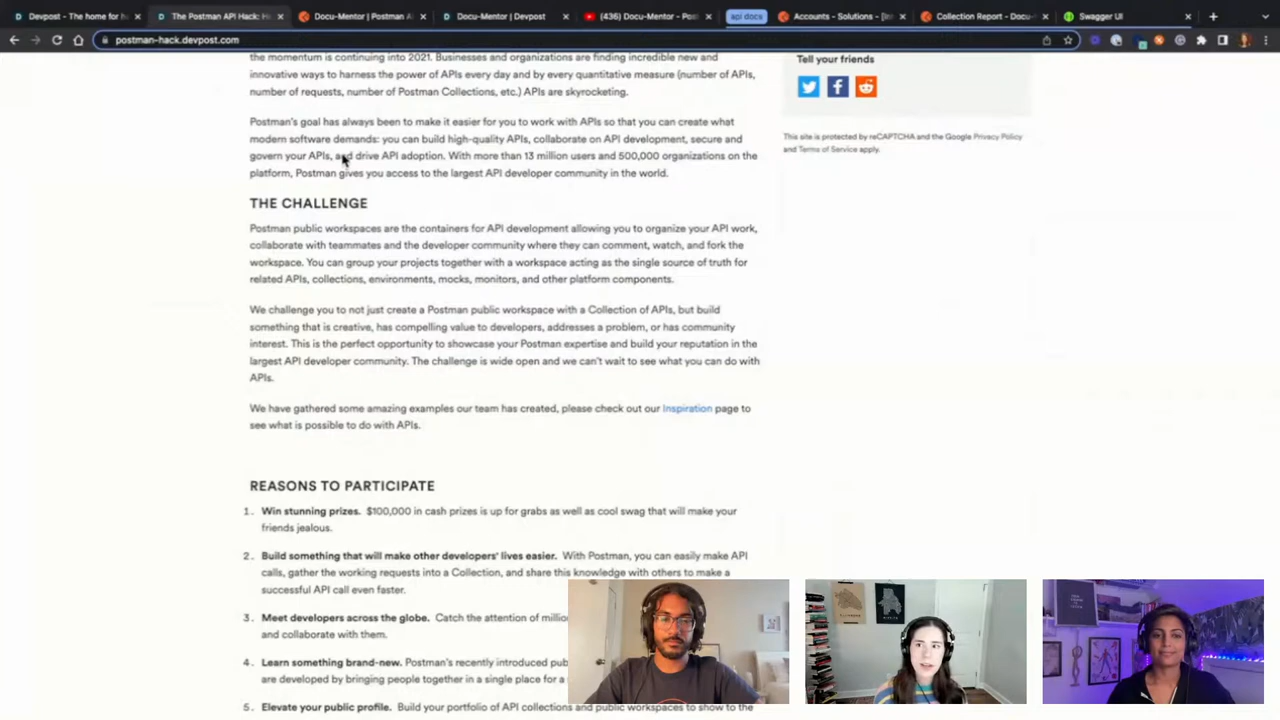 Devpost - The home for h
The Postman API Hack: H
Docu-Mentor | Postman A
Docu-Mentor | Devpost
(436) Docu-Mentor - Pos
api docs
Accounts - Solutions - [In
Collection Report - Docu-
Swagger UI
postman-hack.devpost.com
the momentum is continuing into 2021. Businesses and organizations are finding incredible new and
innovative ways to harness the power of APIs every day and by every quantitative measure (number of APIs,
number of requests, number of Postman Collections, etc.) APIs are skyrocketing.
Postman's goal has always been to make it easier for you to work with APIs so that you can create what
modern software demands: you can build high-quality APIs, collaborate on API development, secure and
govern your APIs, and drive API adoption. With more than 13 million users and 500,000 organizations on the
platform, Postman gives you access to the largest API developer community in the world.
THE CHALLENGE
Postman public workspaces are the containers for API development allowing you to organize your API work,
collaborate with teammates and the developer community where they can comment, watch, and fork the
workspace. You can group your projects together with a workspace acting as the single source of truth for
related APIs, collections, environments, mocks, monitors, and other platform components.
We challenge you to not just create a Postman public workspace with a Collection of APIs, but build
something that is creative, has compelling value to developers, addresses a problem, or has community
interest. This is the perfect opportunity to showcase your Postman expertise and build your reputation in the
largest API developer community. The challenge is wide open and we can't wait to see what you can do with
APIs.
We have gathered some amazing examples our team has created, please check out our Inspiration page to
see what is possible to do with APIs.
REASONS TO PARTICIPATE
1. Win stunning prizes. $100,000 in cash prizes is up for grabs as well as cool swag that will make your
friends jealous.
2. Build something that will make other developers' lives easier. With Postman, you can easily make API
calls, gather the working requests into a Collection, and share this knowledge with others to make a
successful API call even faster.
3. Meet developers across the globe. Catch the attention of millio
and collaborate with them.
4. Learn something brand-new. Postman's recently introduced pub
are developed by bringing people together in a single place for a
5. Elevate your public profile. Build your portfolio of API collections and public workspaces to show to the
Tell your friends
This site is protected by reCAPTCHA and the Google Privacy Policy
and Terms of Service apply.